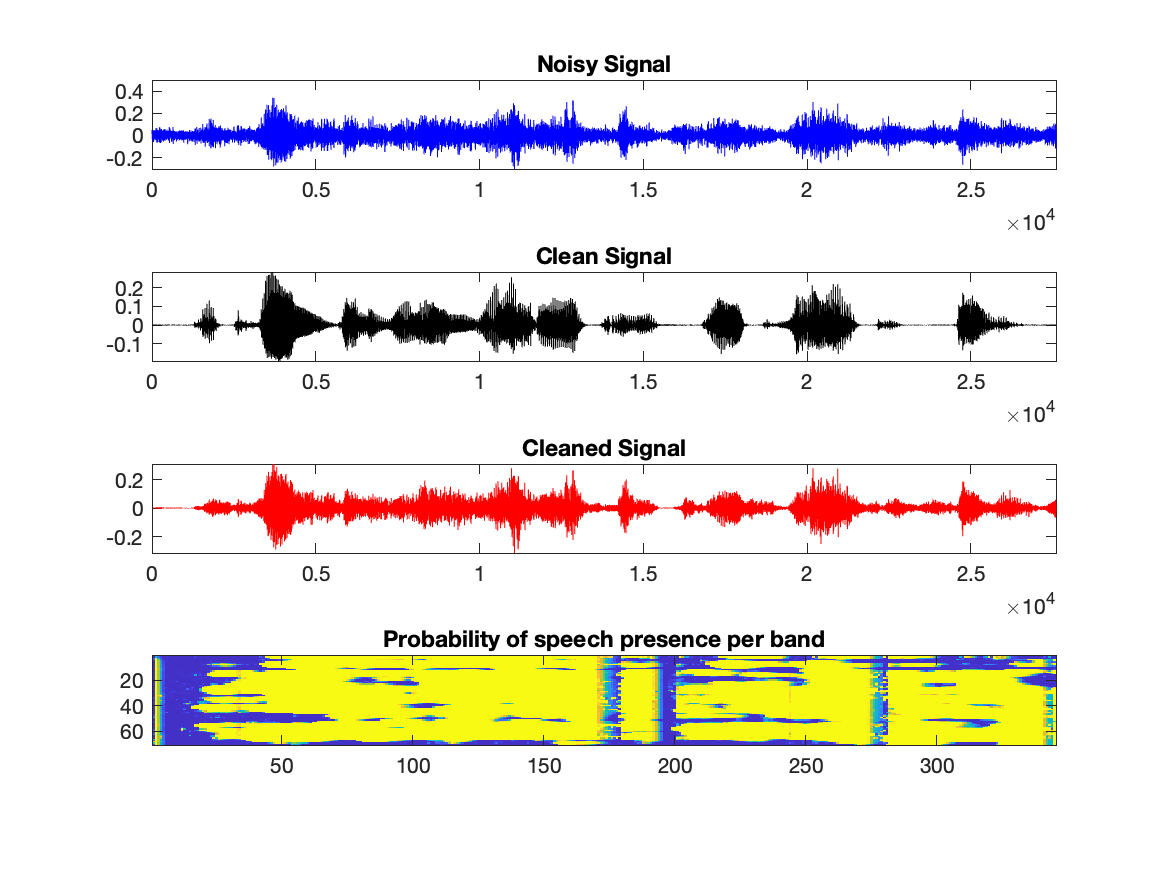 Noisy Signal
0.4
0.2
0
-0.2
0 0.5 1 1.5 2 2.5
×10^4
Clean Signal
0.2
0.1
0
-0.1
0 0.5 1 1.5 2 2.5
×10^4
Cleaned Signal
0.2
0
-0.2
0 0.5 1 1.5 2 2.5
×10^4
Probability of speech presence per band
20
40
60
50 100 150 200 250 300